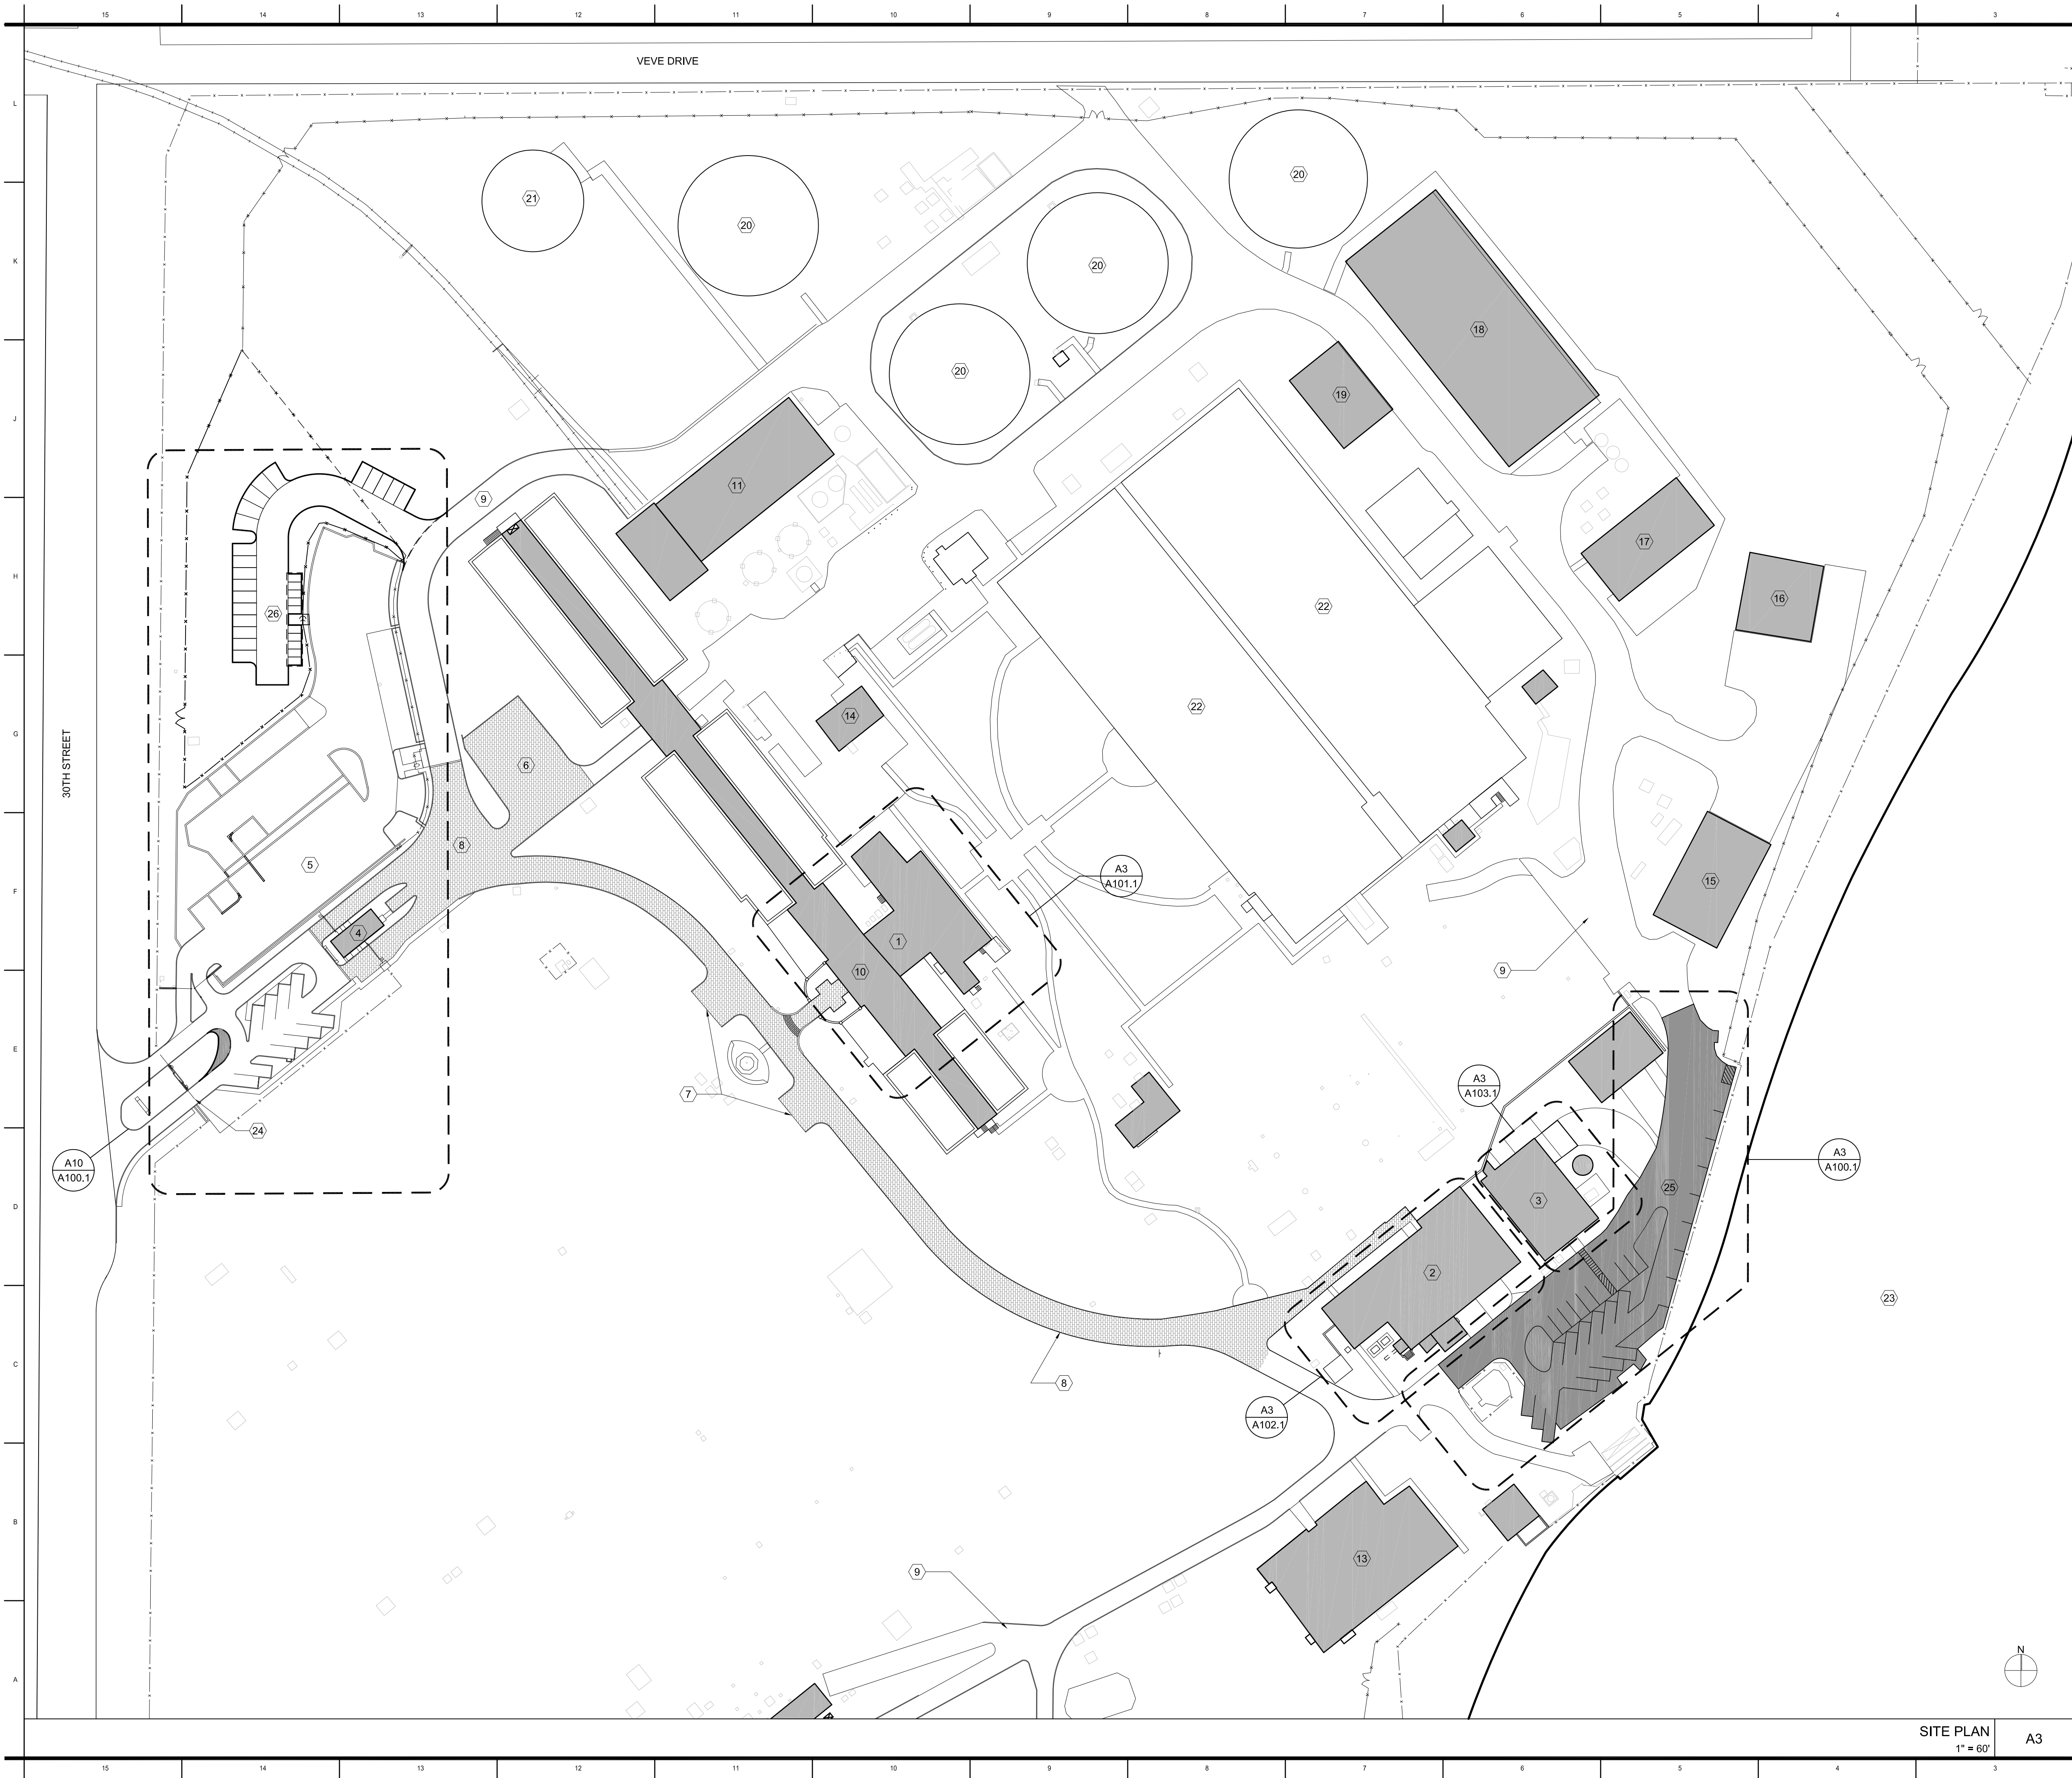 15 14 13 12 11 10 9 8 7 6 5 4 3
VEVE DRIVE
L
K
J
H
G
F
E
D
C
B
A
30TH STREET
21
20
20
20
20
18
19
11
9
17
16
22
22
26
14
6
8
5
15
4
1
10
9
7
24
3
25
2
23
8
13
9
A3
A101.1
A3
A103.1
A3
A100.1
A10
A100.1
A3
A102.1
N
SITE PLAN
1" = 60'
A3
15 14 13 12 11 10 9 8 7 6 5 4 3